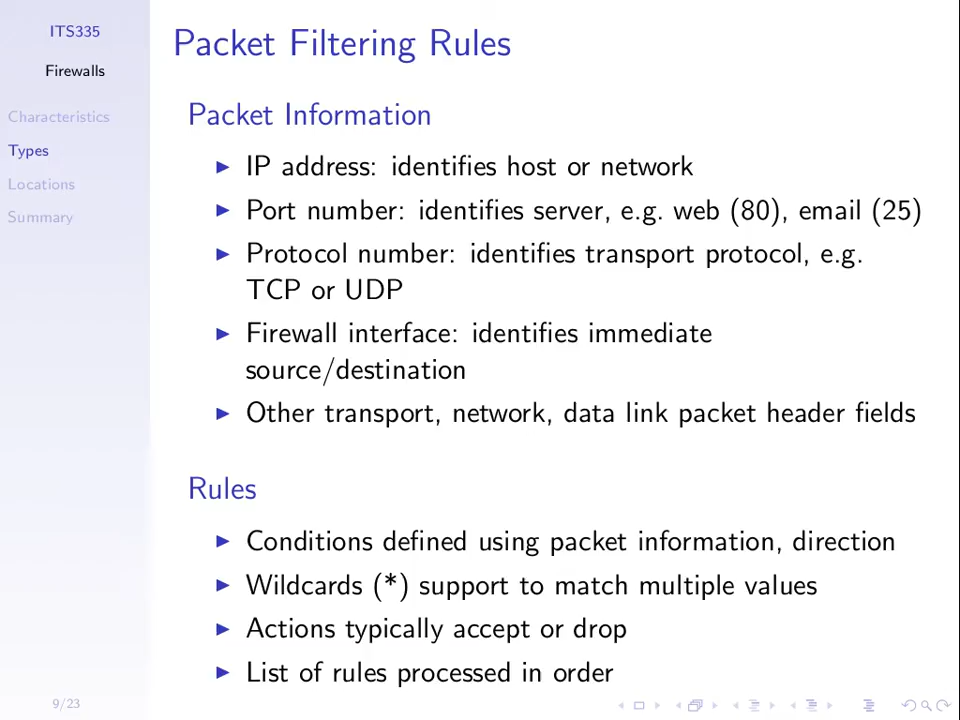 ITS335
Firewalls
Characteristics
Types
Locations
Summary
Packet Filtering Rules
Packet Information
► IP address: identifies host or network
► Port number: identifies server, e.g. web (80), email (25)
► Protocol number: identifies transport protocol, e.g.
TCP or UDP
► Firewall interface: identifies immediate
source/destination
► Other transport, network, data link packet header fields
Rules
► Conditions defined using packet information, direction
► Wildcards (*) support to match multiple values
► Actions typically accept or drop
► List of rules processed in order
9/23